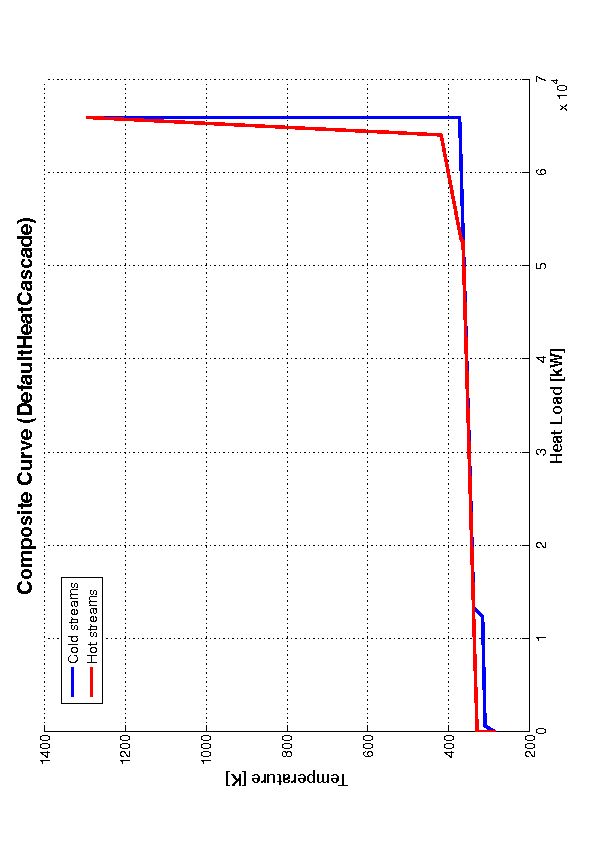 Composite Curve (DefaultHeatCascade)
Cold streams
Hot streams
1400
1200
1000
800
600
400
200
Temperature [K]
0
1
2
3
4
5
6
7
x 10^4
Heat Load [kW]